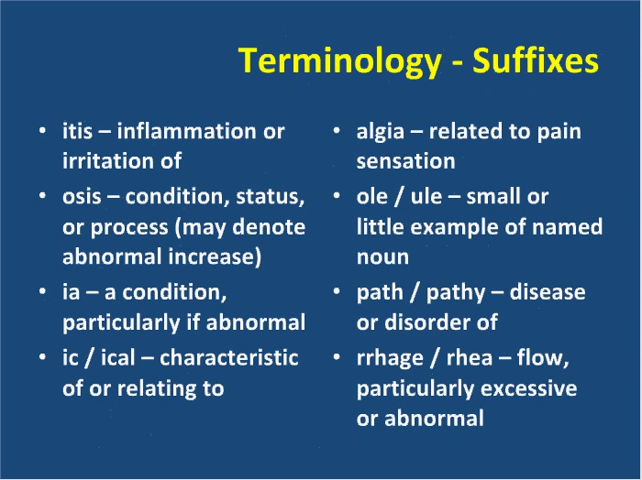 Terminology - Suffixes
• itis – inflammation or
irritation of
• osis – condition, status,
or process (may denote
abnormal increase)
• ia – a condition,
particularly if abnormal
• ic / ical – characteristic
of or relating to
• algia – related to pain
sensation
• ole / ule – small or
little example of named
noun
• path / pathy – disease
or disorder of
• rrhage / rhea – flow,
particularly excessive
or abnormal